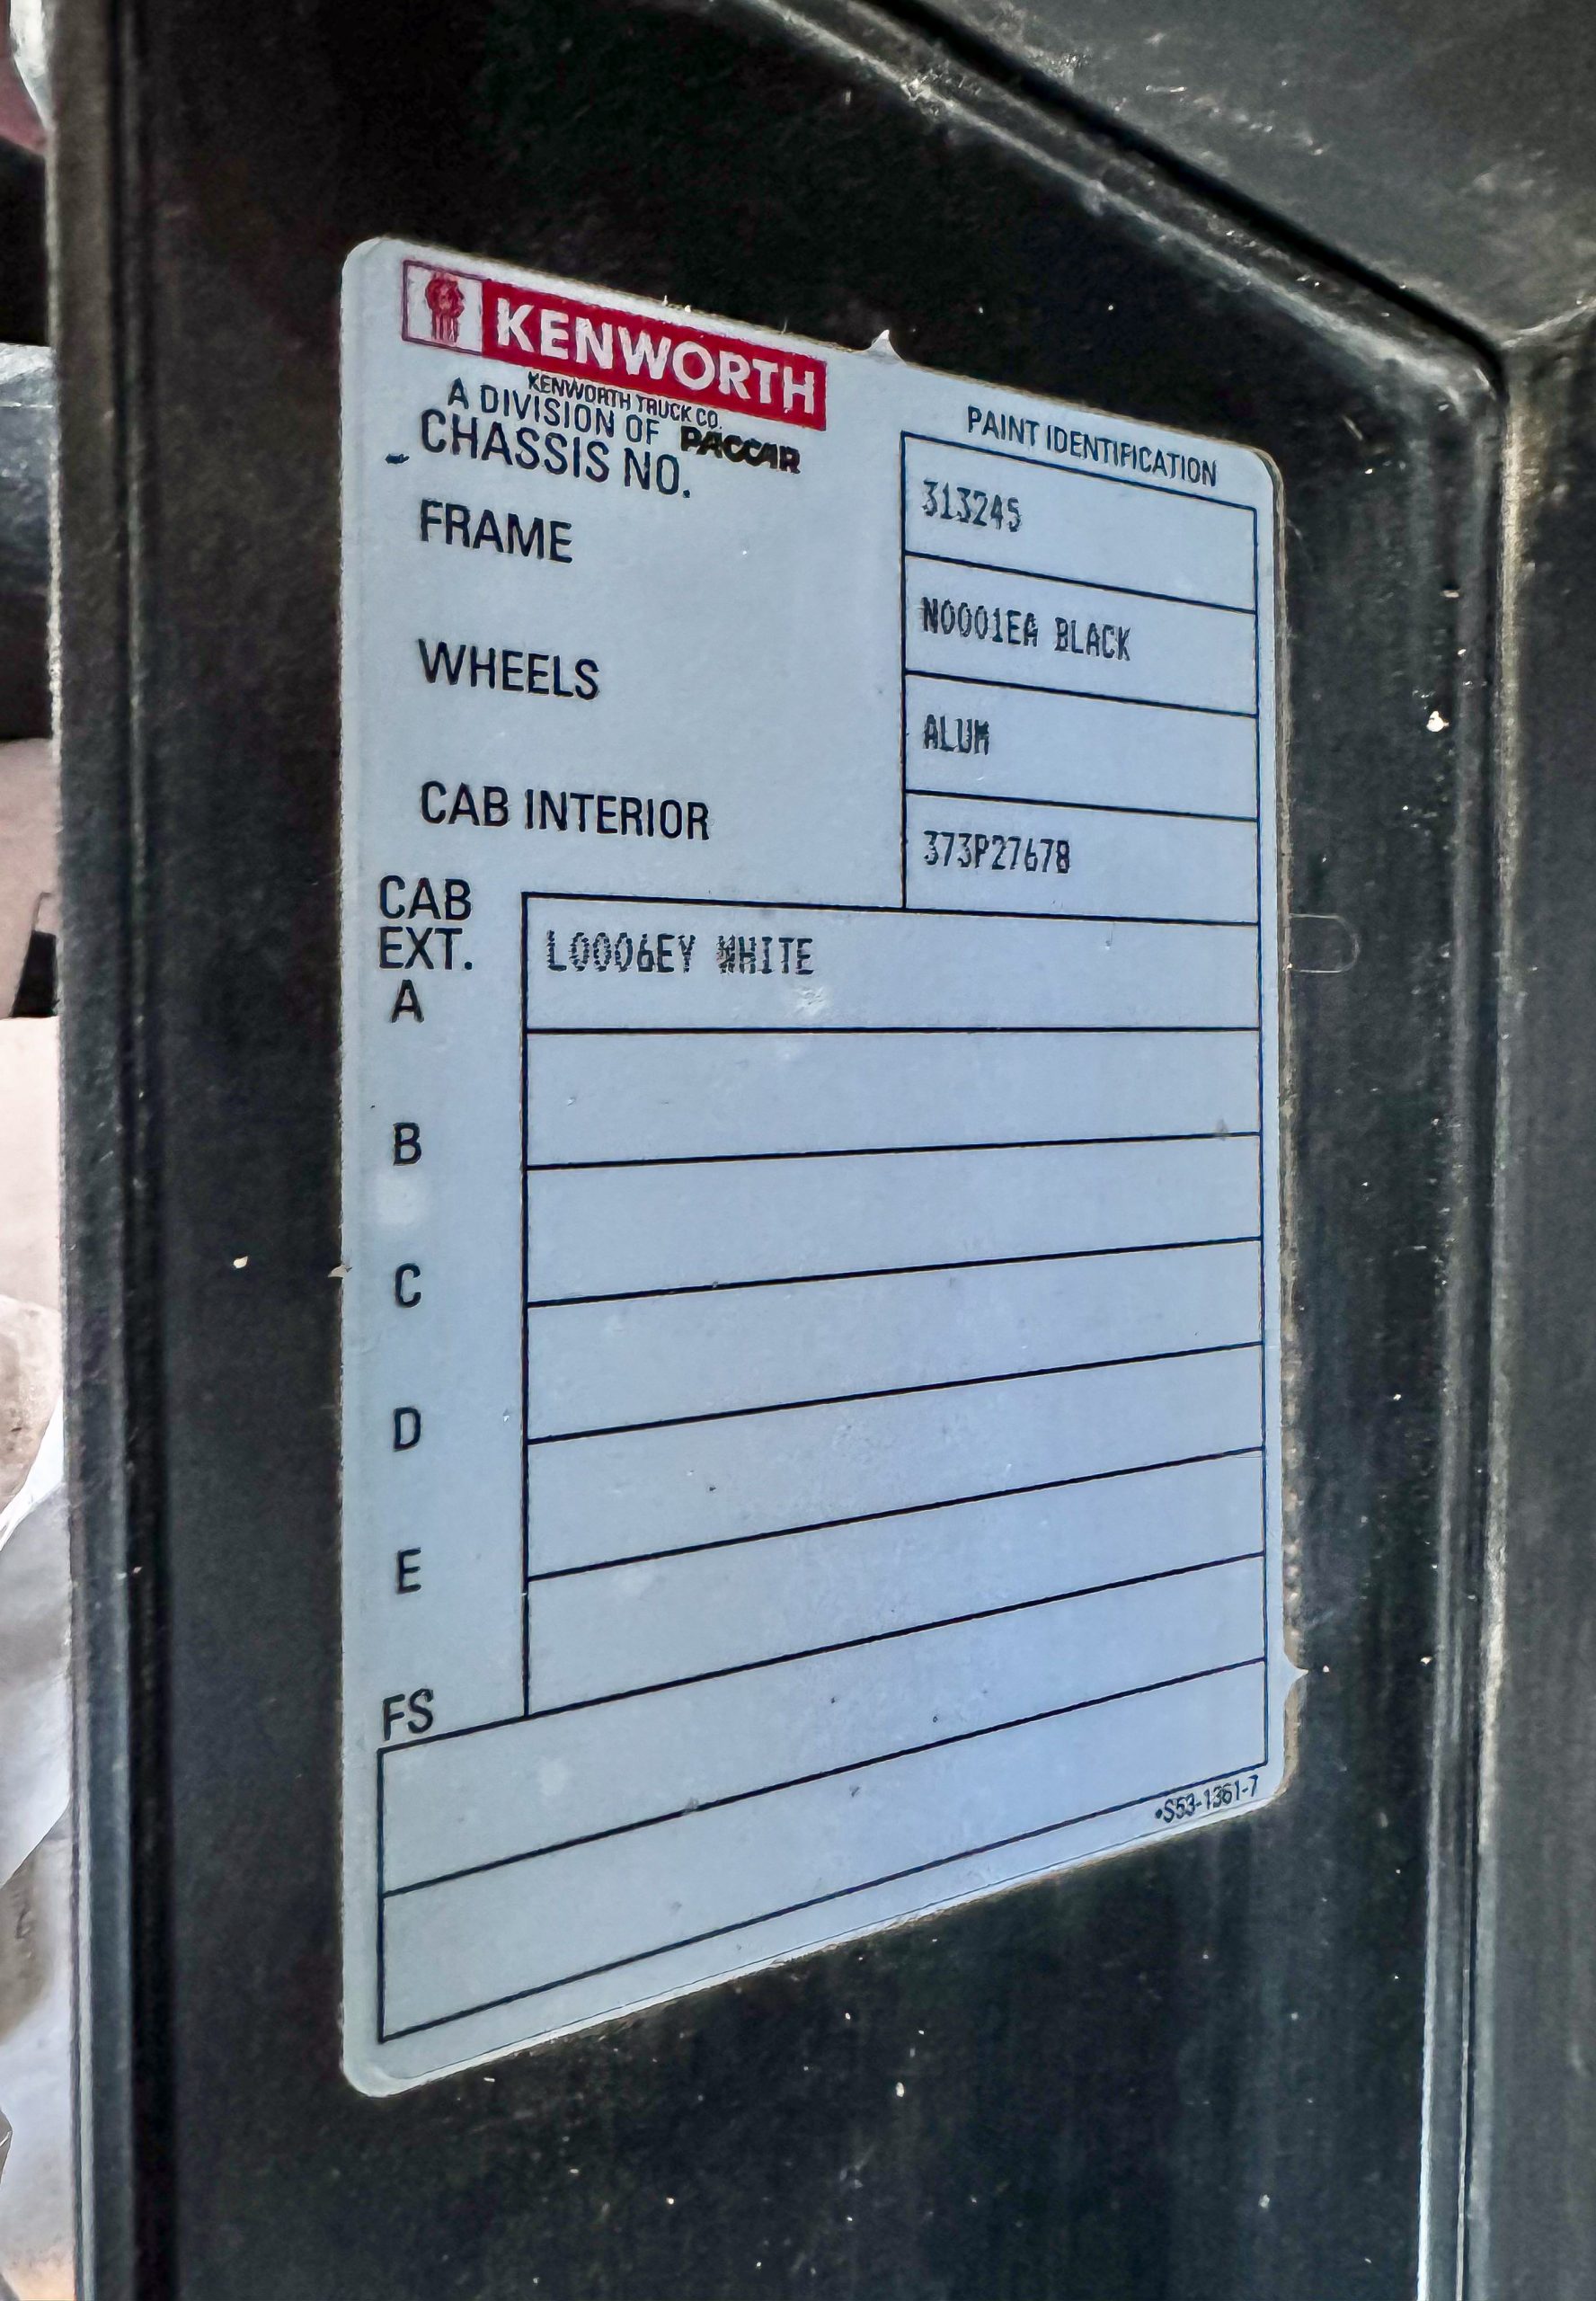 KENWORTH
KENWORTH TRUCK CO.
A DIVISION OF PACCAR
PAINT IDENTIFICATION
CHASSIS NO. 313245
FRAME N0001EA BLACK
WHEELS ALUM
CAB INTERIOR 373P27678
CAB
EXT.
A L0006EY WHITE
B
C
D
E
FS
•S53-1361-7